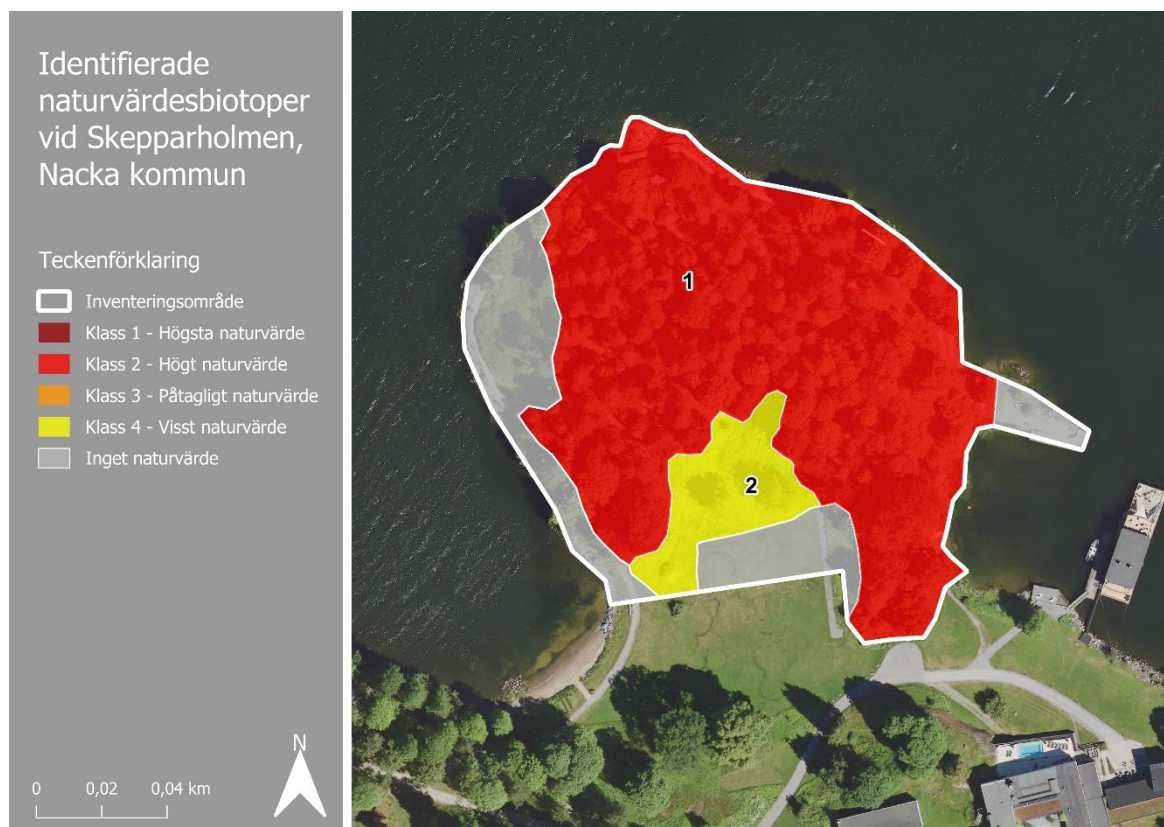 Identifierade
naturvärdesbiotoper
vid Skepparholmen,
Nacka kommun
Teckenförklaring
Inventeringsområde
Klass 1 - Högsta naturvärde
Klass 2 - Högt naturvärde
Klass 3 - Påtagligt naturvärde
Klass 4 - Visst naturvärde
Inget naturvärde
N
0 0,02 0,04 km
1
2